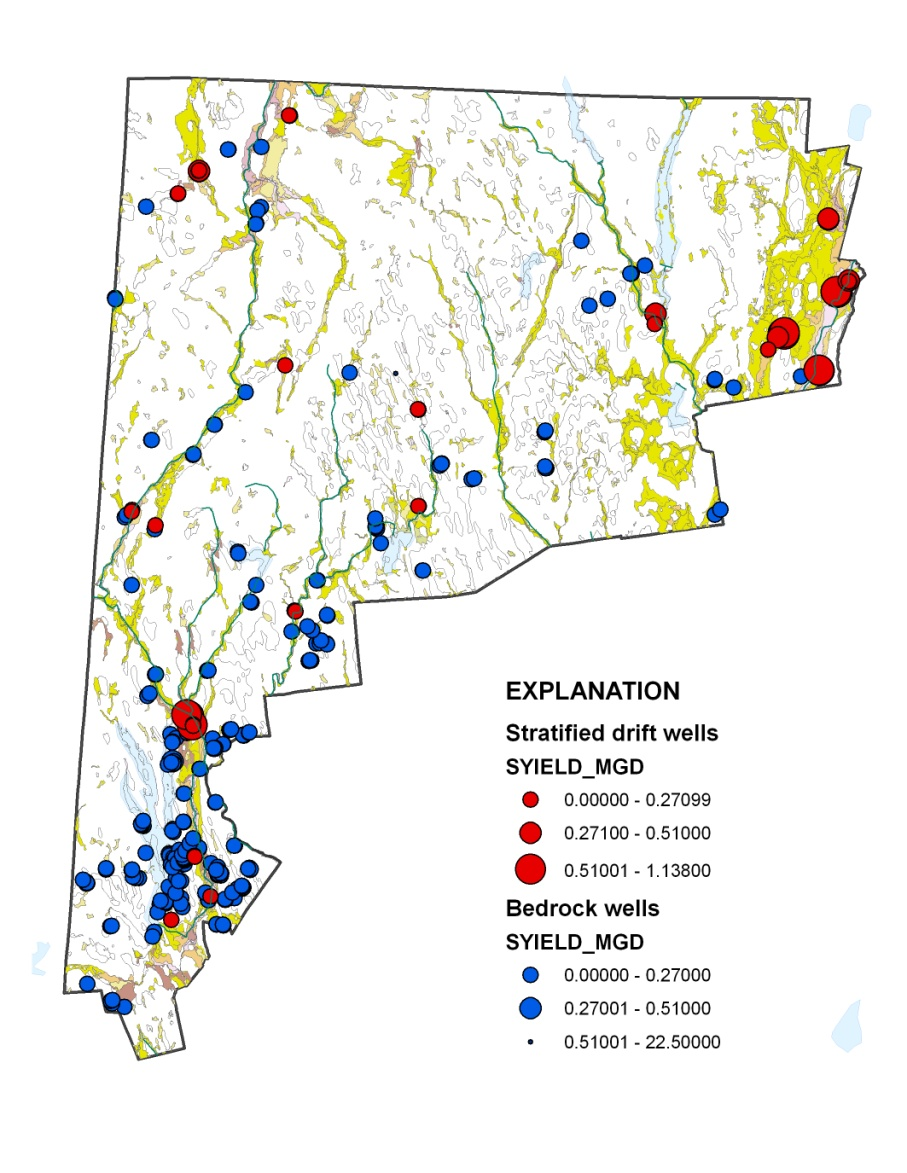 EXPLANATION
Stratified drift wells
SYIELD_MGD
0.00000 - 0.27099
0.27100 - 0.51000
0.51001 - 1.13800
Bedrock wells
SYIELD_MGD
0.00000 - 0.27000
0.27001 - 0.51000
0.51001 - 22.50000